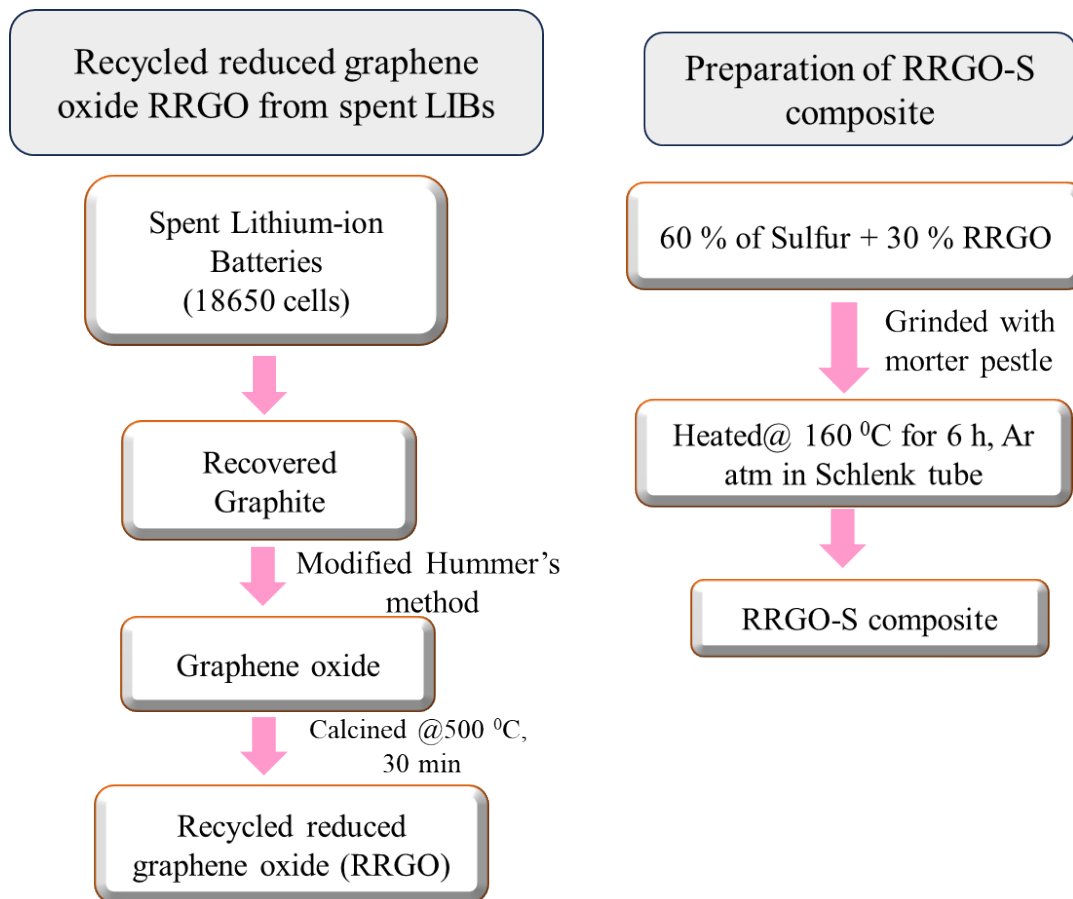 Recycled reduced graphene
oxide RRGO from spent LIBs
Spent Lithium-ion
Batteries
(18650 cells)
Recovered
Graphite
Modified Hummer’s
method
Graphene oxide
Calcined @500 ⁰C,
30 min
Recycled reduced
graphene oxide (RRGO)
Preparation of RRGO-S
composite
60 % of Sulfur + 30 % RRGO
Grinded with
morter pestle
Heated@ 160 ⁰C for 6 h, Ar
atm in Schlenk tube
RRGO-S composite